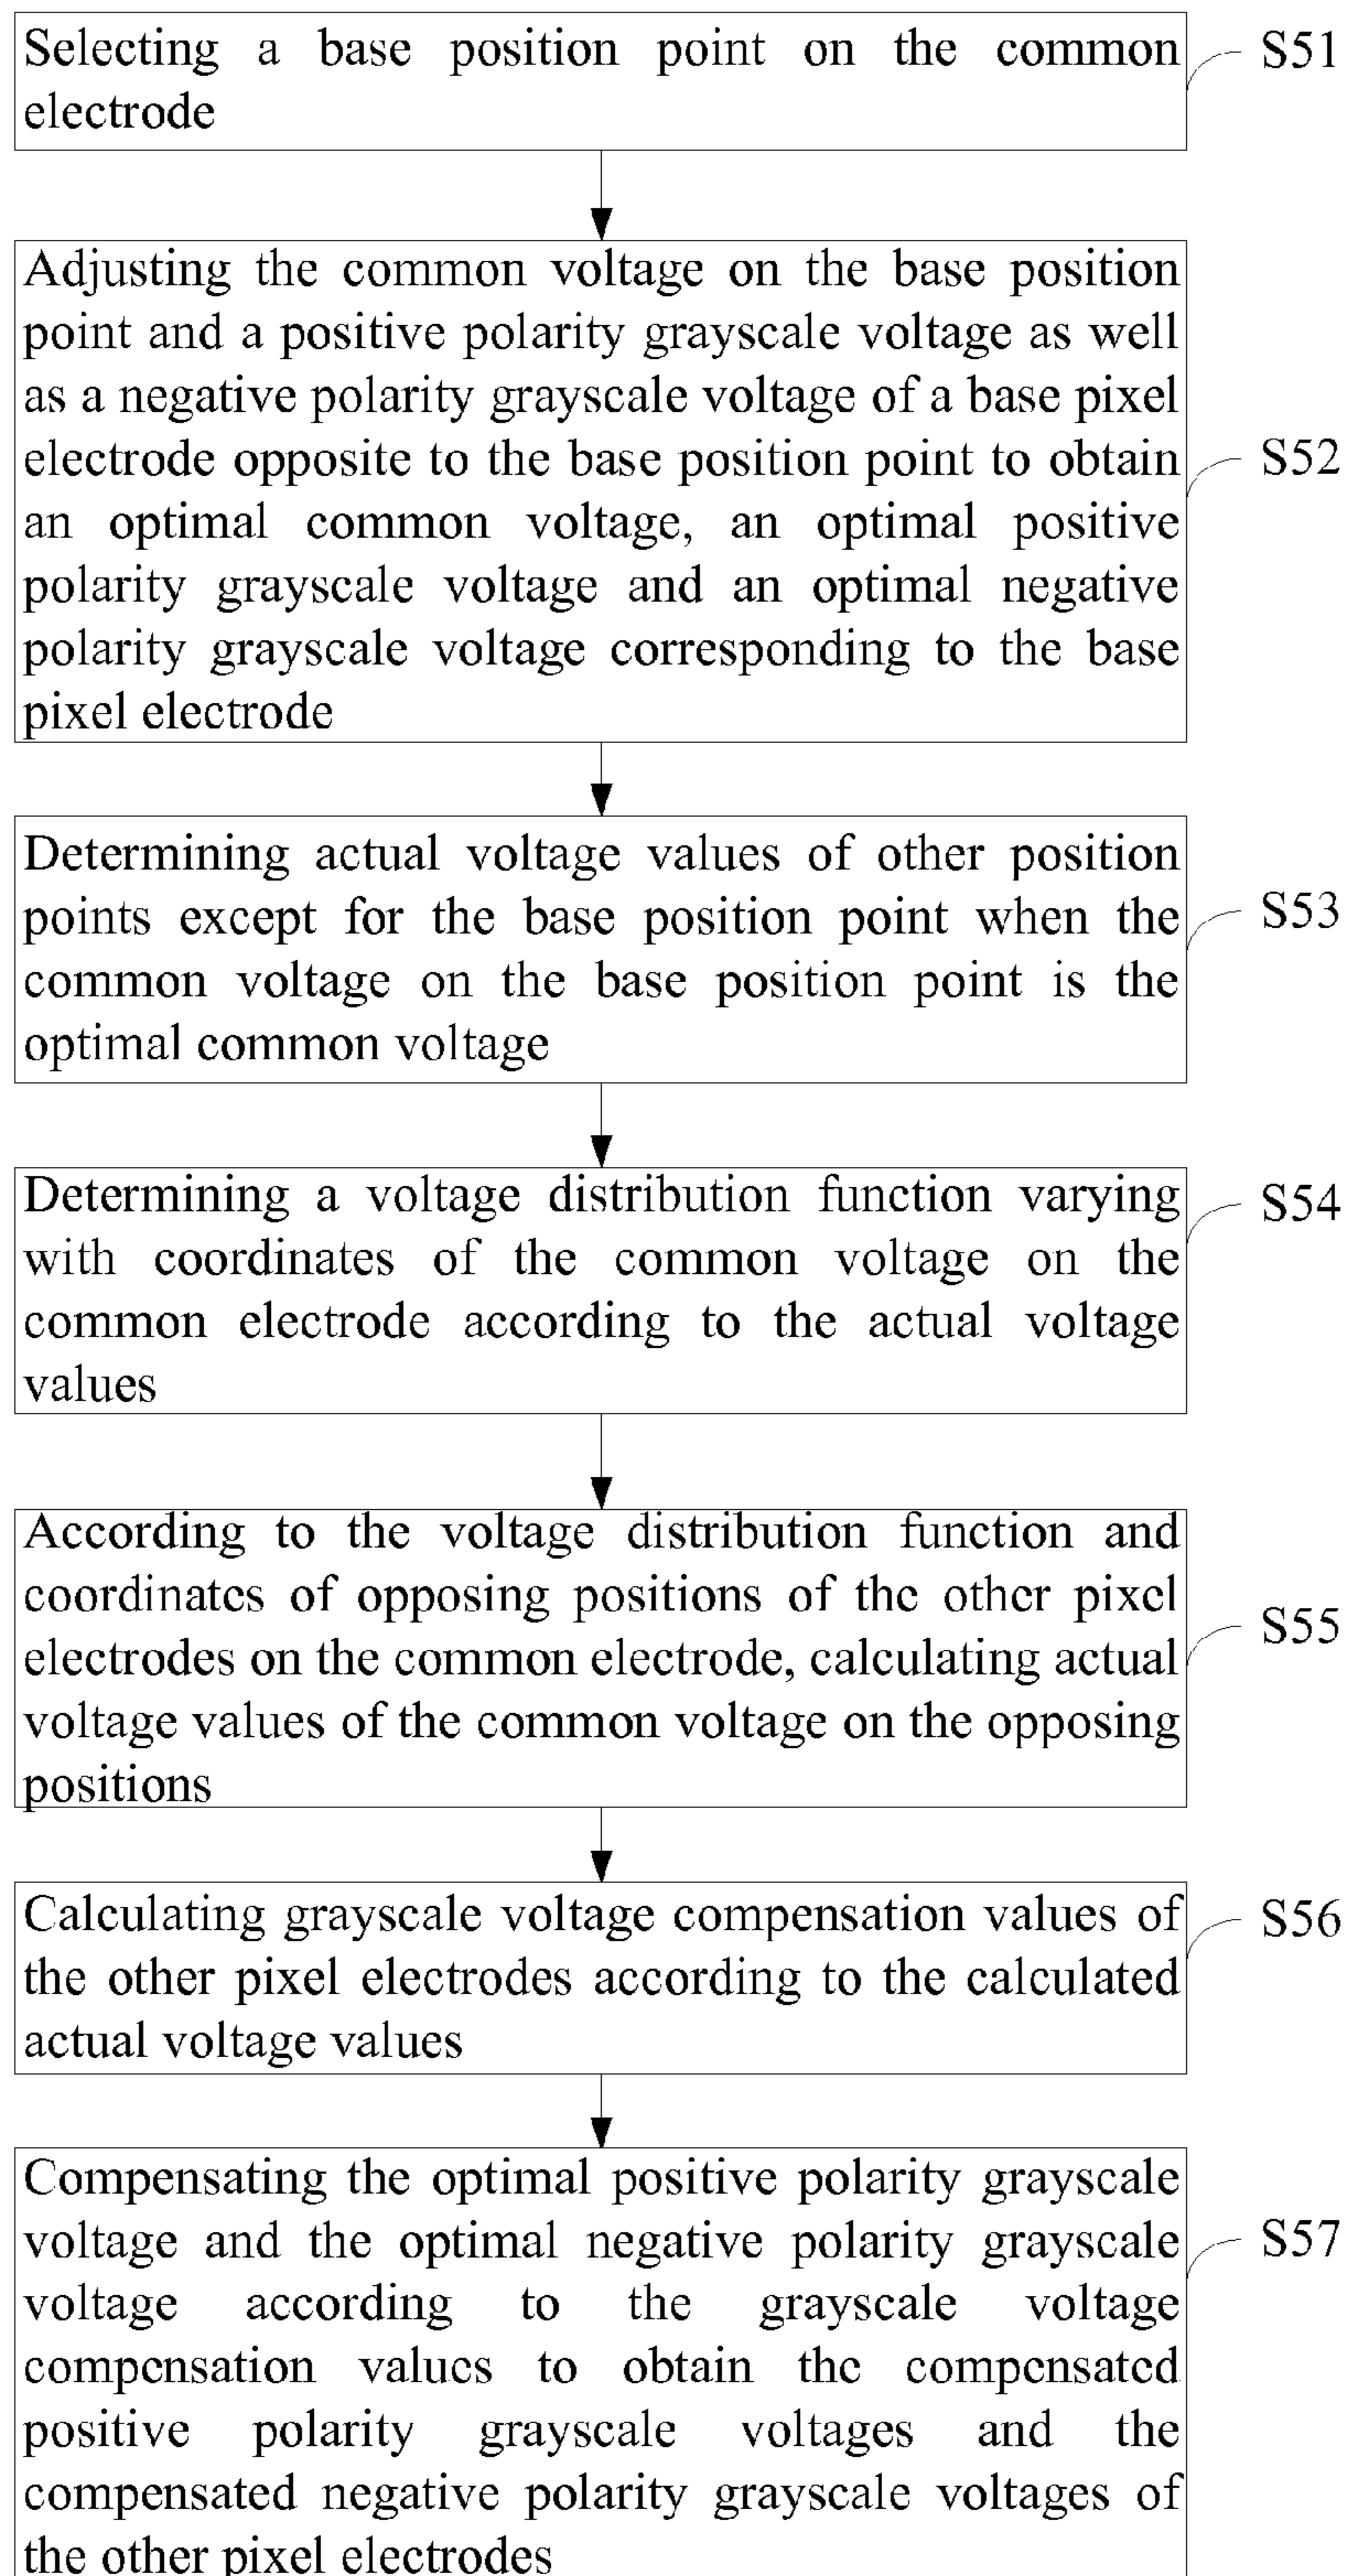 Selecting a base position point on the common
electrode
S51
Adjusting the common voltage on the base position
point and a positive polarity grayscale voltage as well
as a negative polarity grayscale voltage of a base pixel
electrode opposite to the base position point to obtain
an optimal common voltage, an optimal positive
polarity grayscale voltage and an optimal negative
polarity grayscale voltage corresponding to the base
pixel electrode
S52
Determining actual voltage values of other position
points except for the base position point when the
common voltage on the base position point is the
optimal common voltage
S53
Determining a voltage distribution function varying
with coordinates of the common voltage on the
common electrode according to the actual voltage
values
S54
According to the voltage distribution function and
coordinates of opposing positions of the other pixel
electrodes on the common electrode, calculating actual
voltage values of the common voltage on the opposing
positions
S55
Calculating grayscale voltage compensation values of
the other pixel electrodes according to the calculated
actual voltage values
S56
Compensating the optimal positive polarity grayscale
voltage and the optimal negative polarity grayscale
voltage according to the grayscale voltage
compensation values to obtain the compensated
positive polarity grayscale voltages and the
compensated negative polarity grayscale voltages of
the other pixel electrodes
S57